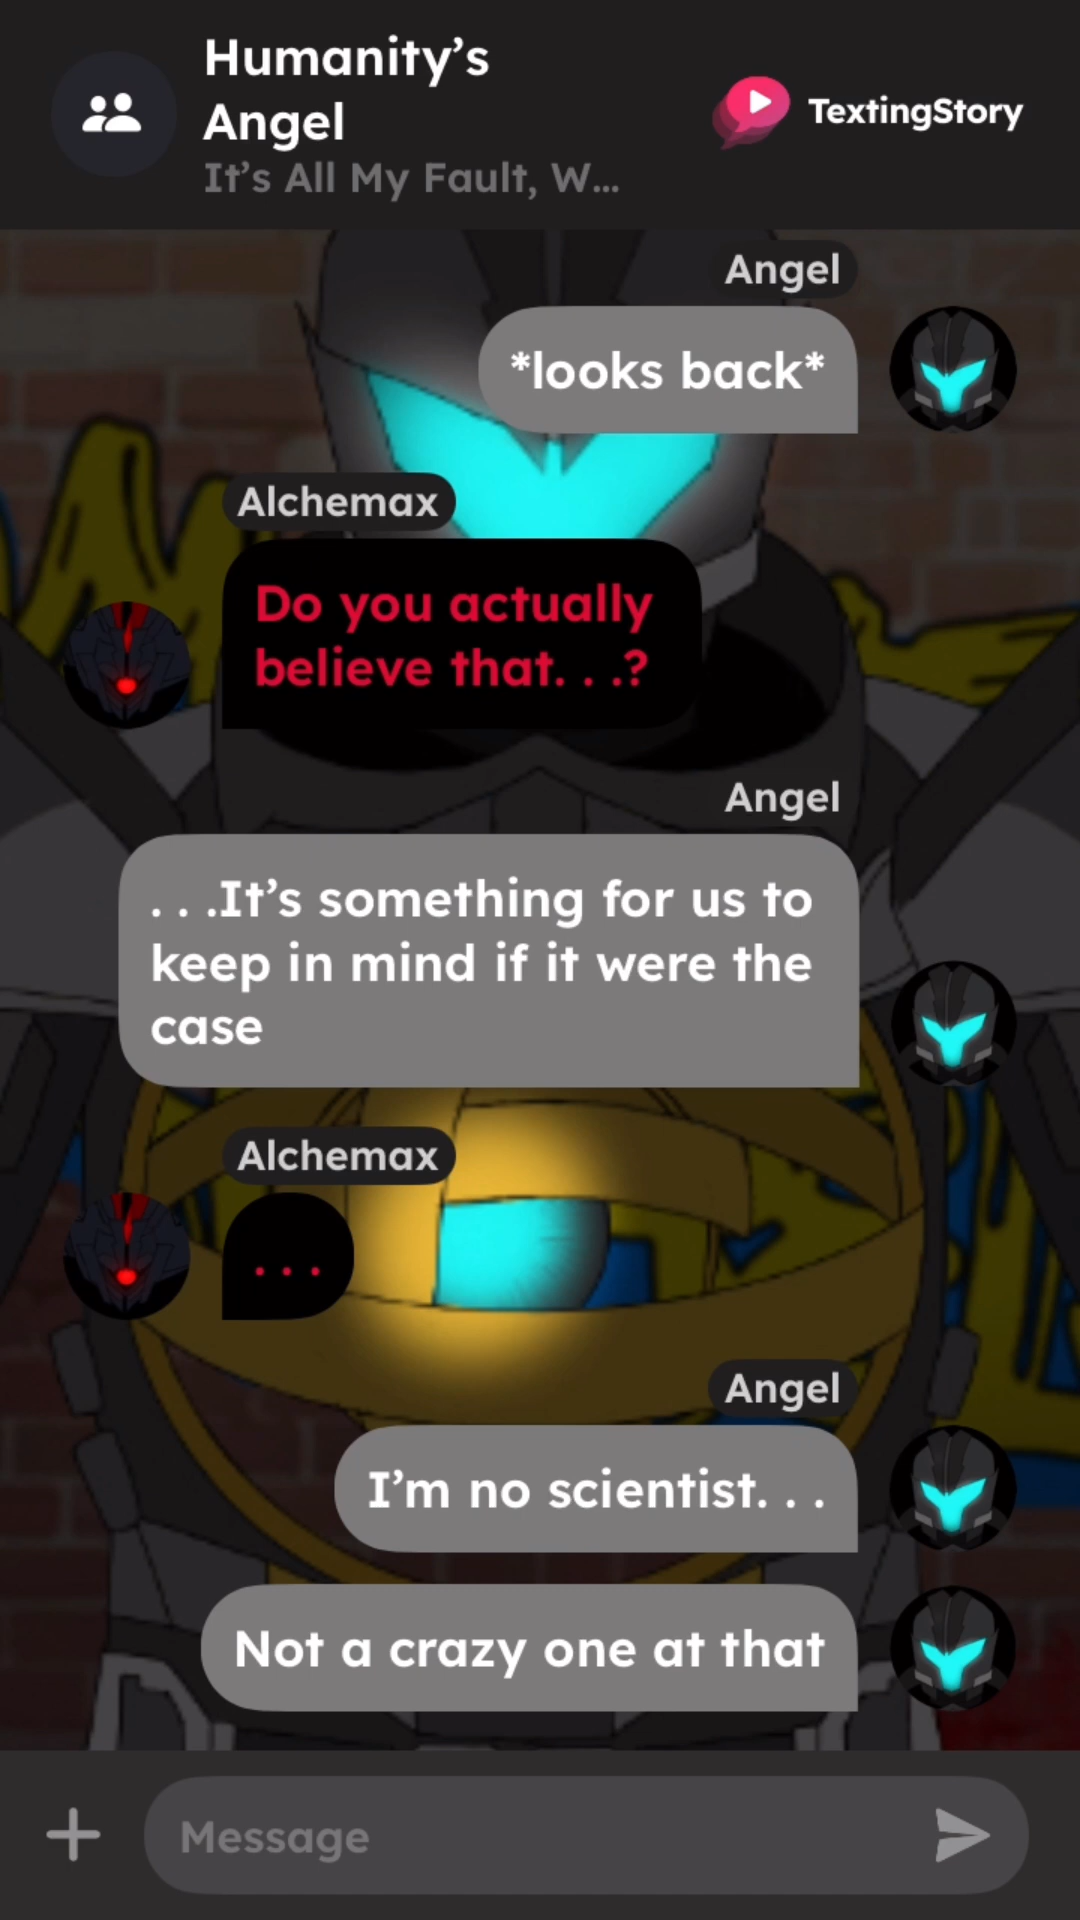 Humanity’s
Angel
It’s All My Fault, W...
TextingStory
Angel
*looks back*
Alchemax
Do you actually
believe that. . .?
Angel
. . .It’s something for us to
keep in mind if it were the
case
Alchemax
. . .
Angel
I’m no scientist. . .
Not a crazy one at that
Message